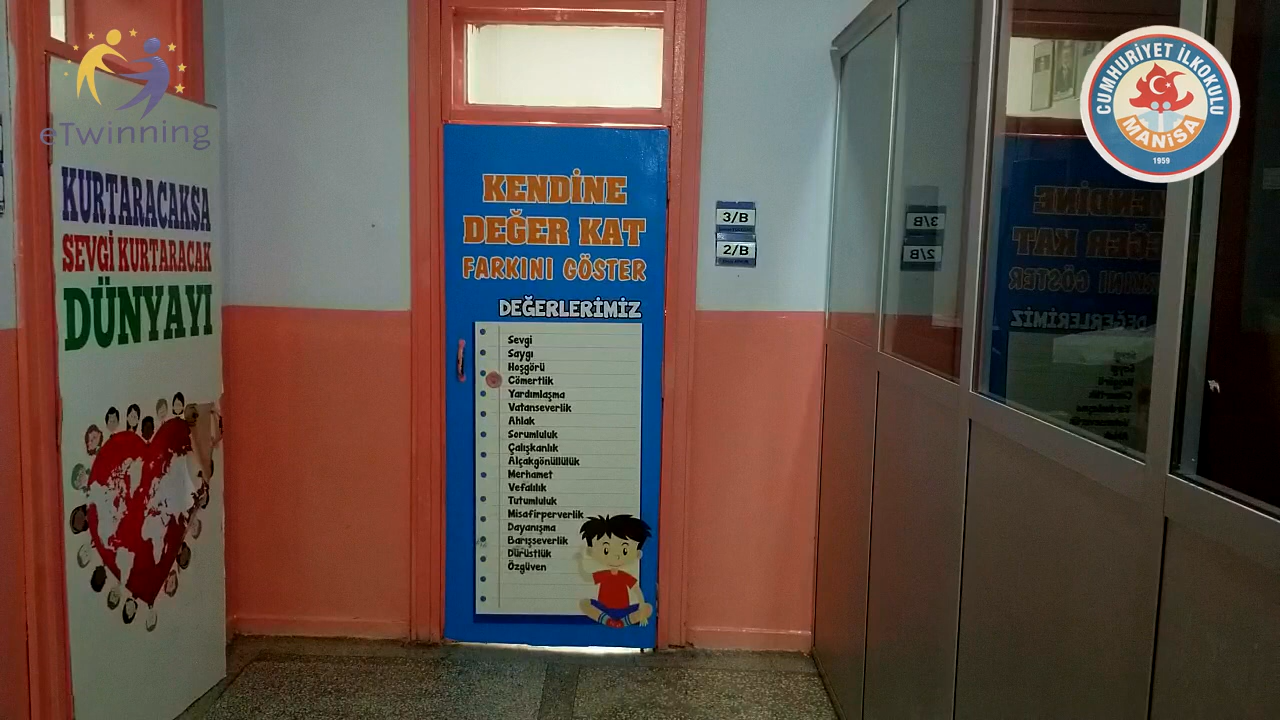 eTwinning
KURTARACAKSA
SEVGİ KURTARACAK
DÜNYAYI
KENDİNE
DEĞER KAT
FARKINI GÖSTER
DEĞERLERİMİZ
Sevgi
Saygı
Hoşgörü
Cömertlik
Yardımlaşma
Vatanseverlik
Ahlak
Sorumluluk
Çalışkanlık
Alçakgönüllülük
Merhamet
Vefalılık
Tutumluluk
Misafirperverlik
Dayanışma
Barışseverlik
Dürüstlük
Özgüven
3/B
2/B
CUMHURİYET İLKOKULU
MANİSA
1959